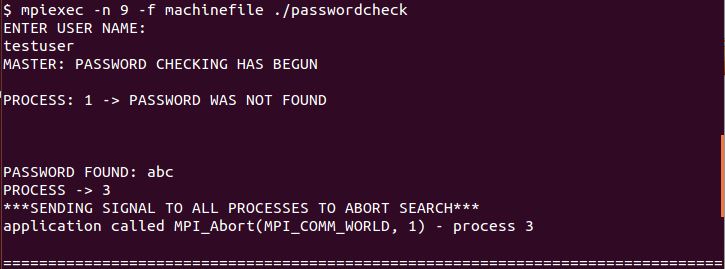 $ mpiexec -n 9 -f machinefile ./passwordcheck
ENTER USER NAME:
testuser
MASTER: PASSWORD CHECKING HAS BEGUN
PROCESS: 1 -> PASSWORD WAS NOT FOUND
PASSWORD FOUND: abc
PROCESS -> 3
***SENDING SIGNAL TO ALL PROCESSES TO ABORT SEARCH***
application called MPI_Abort(MPI_COMM_WORLD, 1) - process 3
=====================================================================================